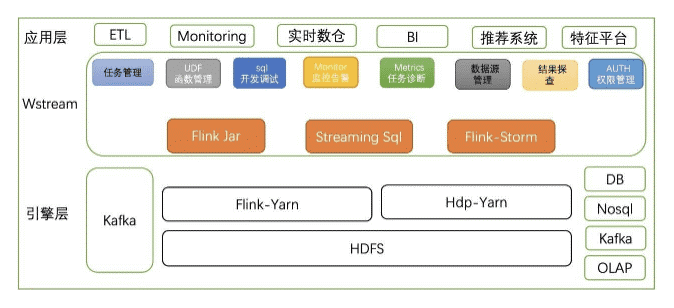 应用层
ETL
Monitoring
实时数仓
BI
推荐系统
特征平台
Wstream
任务管理
UDF
函数管理
sql
开发调试
Monitor
监控告警
Metrics
任务诊断
数据源
管理
结果探
查
AUTH
权限管理
Flink Jar
Streaming Sql
Flink-Storm
引擎层
Kafka
Flink-Yarn
Hdp-Yarn
HDFS
DB
Nosql
Kafka
OLAP